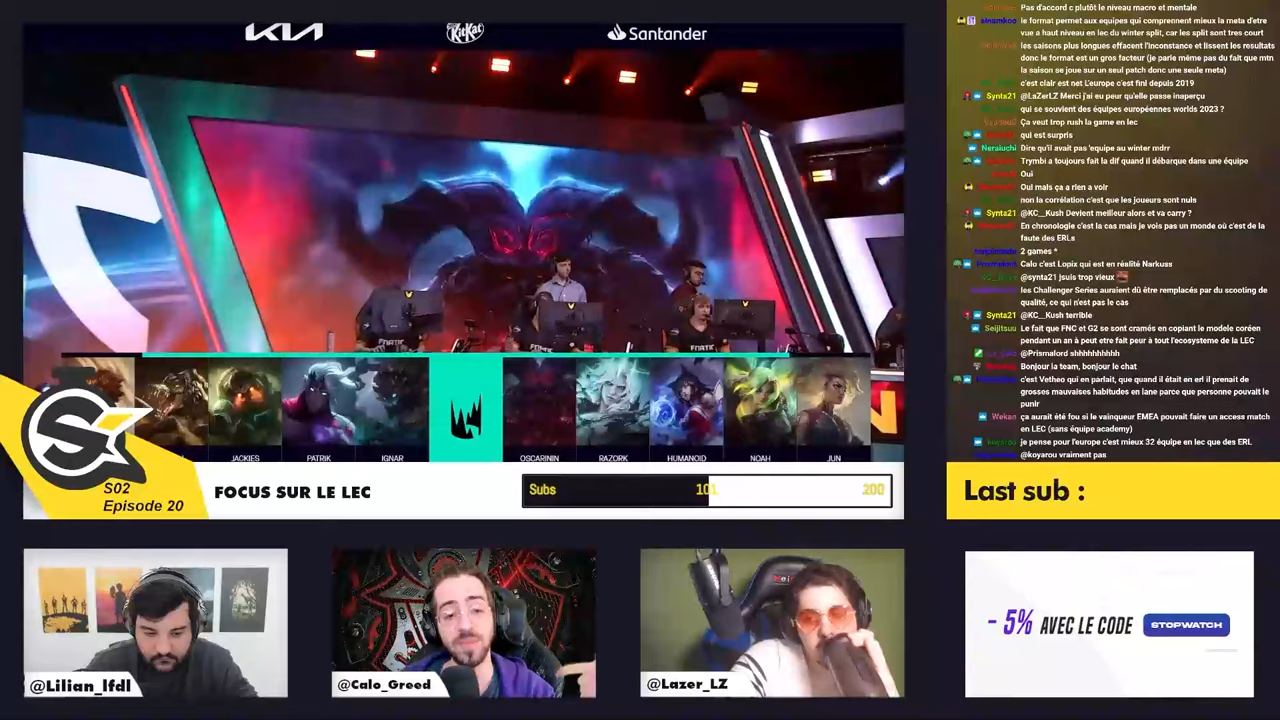 KIA
KitKat
Santander
JACKIES
PATRIK
IGNAR
OSCARININ
RAZORK
HUMANOID
NOAH
JUN
S02
Episode 20
FOCUS SUR LE LEC
Subs
101
200
@Lilian_lfdl
@Calo_Greed
@Lazer_LZ
Pas d'accord c plutôt le niveau macro et mentale
le format permet aux equipes qui comprennent mieux la meta d'etre
vue a haut niveau en lec du winter split, car les split sont tres court
les saisons plus longues effacent l'inconstance et lissent les resultats
donc le format est un gros facteur (je parle même pas du fait que mtn
la saison se joue sur un seul patch donc une seule meta)
c'est clair est net L'europe c'est fini depuis 2019
Synta21 @LaZerLZ Merci j'ai eu peur qu'elle passe inaperçu
qui se souvient des équipes européennes worlds 2023 ?
Ça veut trop rush la game en lec
qui est surpris
Neraiuchi Dire qu'il avait pas 'equipe au winter mdrr
Trymbi a toujours fait la dif quand il débarque dans une équipe
Oui
Oui mais ça a rien a voir
non la corrélation c'est que les joueurs sont nuls
Synta21 @KC__Kush Devient meilleur alors et va carry ?
En chronologie c'est la cas mais je vois pas un monde où c'est de la
faute des ERLs
2 games *
Calo c'est Lopix qui est en réalité Narkuss
@synta21 jsuis trop vieux
les Challenger Series auraient dû être remplacés par du scooting de
qualité, ce qui n'est pas le cas
Synta21 @KC__Kush terrible
Seijitsuu Le fait que FNC et G2 se sont cramés en copiant le modele coréen
pendant un an à peut etre fait peur à tout l'ecosysteme de la LEC
@Prismalord shhhhhhhhhh
Bonjour la team, bonjour le chat
c'est Vetheo qui en parlait, que quand il était en erl il prenait de
grosses mauvaises habitudes en lane parce que personne pouvait le
punir
Wekan ça aurait été fou si le vainqueur EMEA pouvait faire un access match
en LEC (sans équipe academy)
koyarou je pense pour l'europe c'est mieux 32 équipe en lec que des ERL
@koyarou vraiment pas
Last sub :
- 5% AVEC LE CODE STOPWATCH